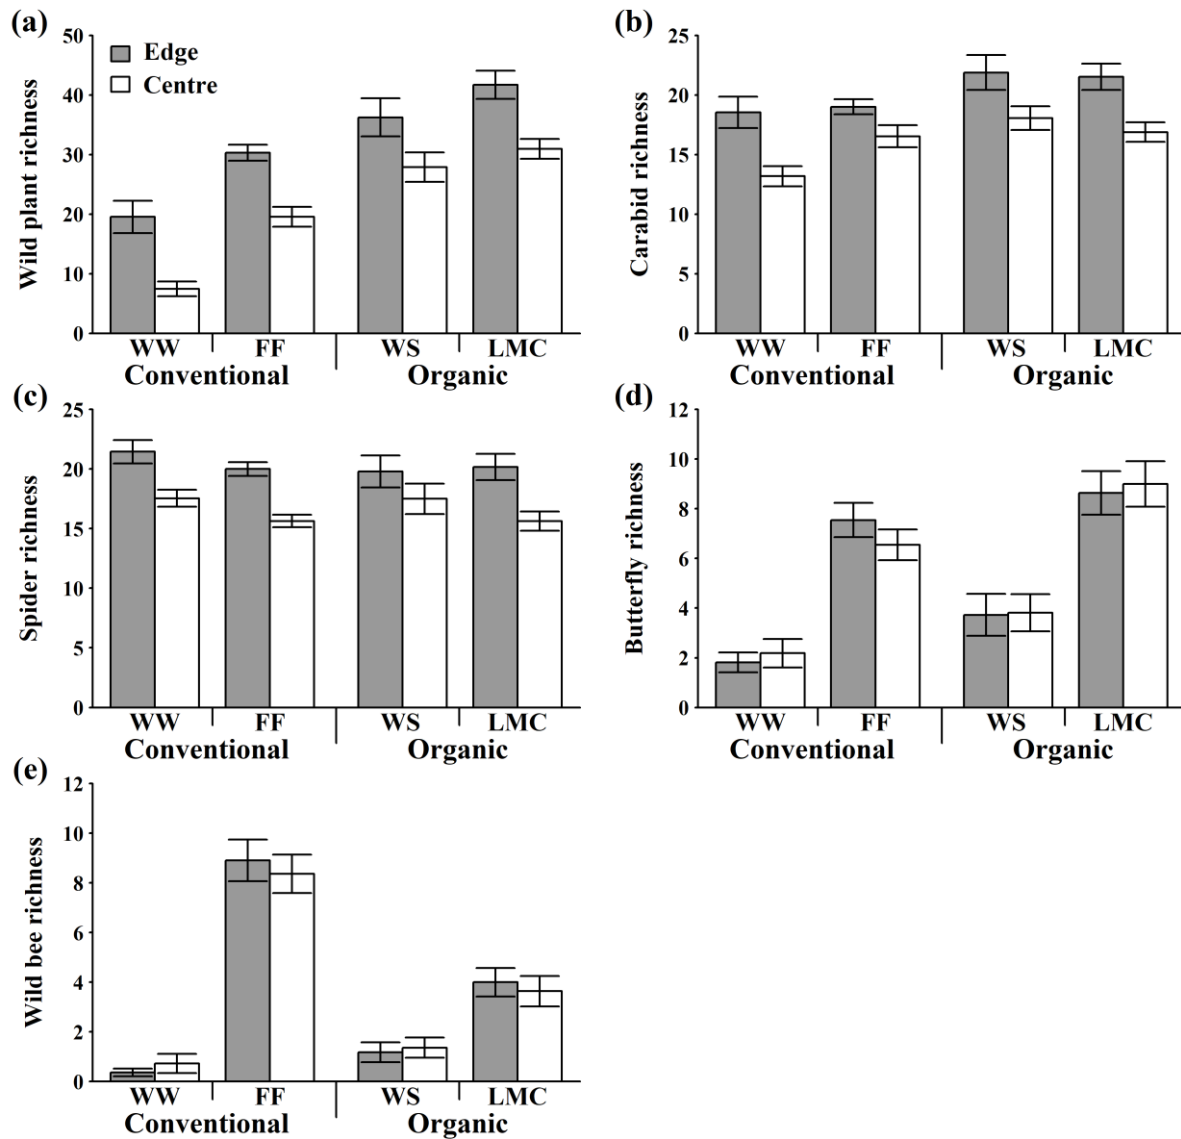 (a)
Wild plant richness
50
40
30
20
10
0
Edge
Centre
WW FF WS LMC
Conventional Organic
(b)
Carabid richness
25
20
15
10
5
0
WW FF WS LMC
Conventional Organic
(c)
Spider richness
25
20
15
10
5
0
WW FF WS LMC
Conventional Organic
(d)
Butterfly richness
12
10
8
6
4
2
0
WW FF WS LMC
Conventional Organic
(e)
Wild bee richness
12
10
8
6
4
2
0
WW FF WS LMC
Conventional Organic